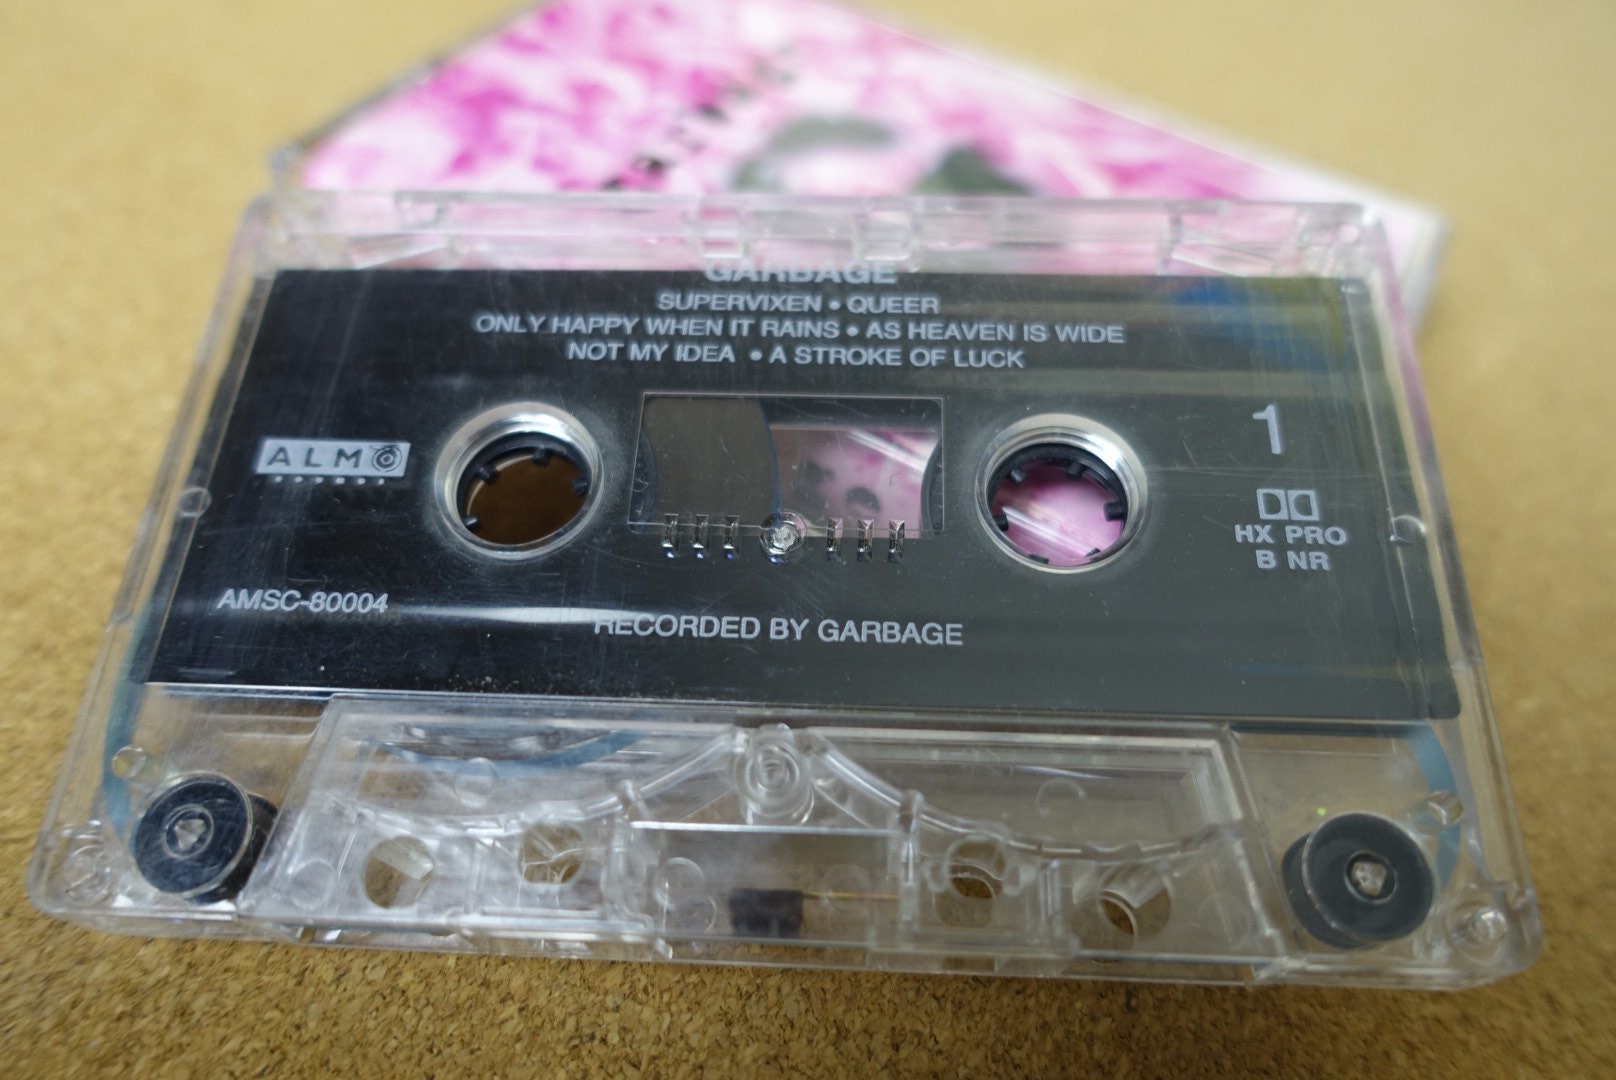 GARBAGE
SUPERVIXEN • QUEER
ONLY HAPPY WHEN IT RAINS • AS HEAVEN IS WIDE
NOT MY IDEA • A STROKE OF LUCK
ALMO
SOUNDS
1
HX PRO
B NR
AMSC-80004
RECORDED BY GARBAGE